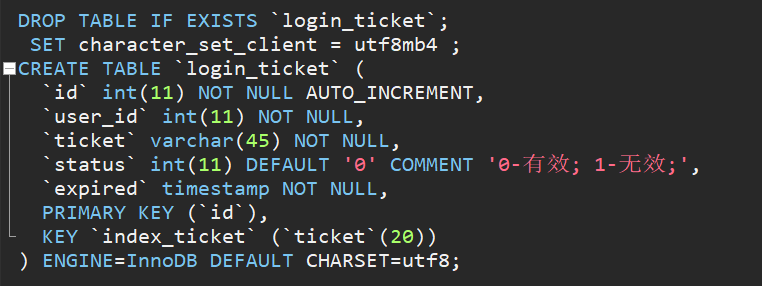 DROP TABLE IF EXISTS `login_ticket`;
 SET character_set_client = utf8mb4 ;
CREATE TABLE `login_ticket` (
  `id` int(11) NOT NULL AUTO_INCREMENT,
  `user_id` int(11) NOT NULL,
  `ticket` varchar(45) NOT NULL,
  `status` int(11) DEFAULT '0' COMMENT '0-有效; 1-无效;',
  `expired` timestamp NOT NULL,
  PRIMARY KEY (`id`),
  KEY `index_ticket` (`ticket`(20))
) ENGINE=InnoDB DEFAULT CHARSET=utf8;